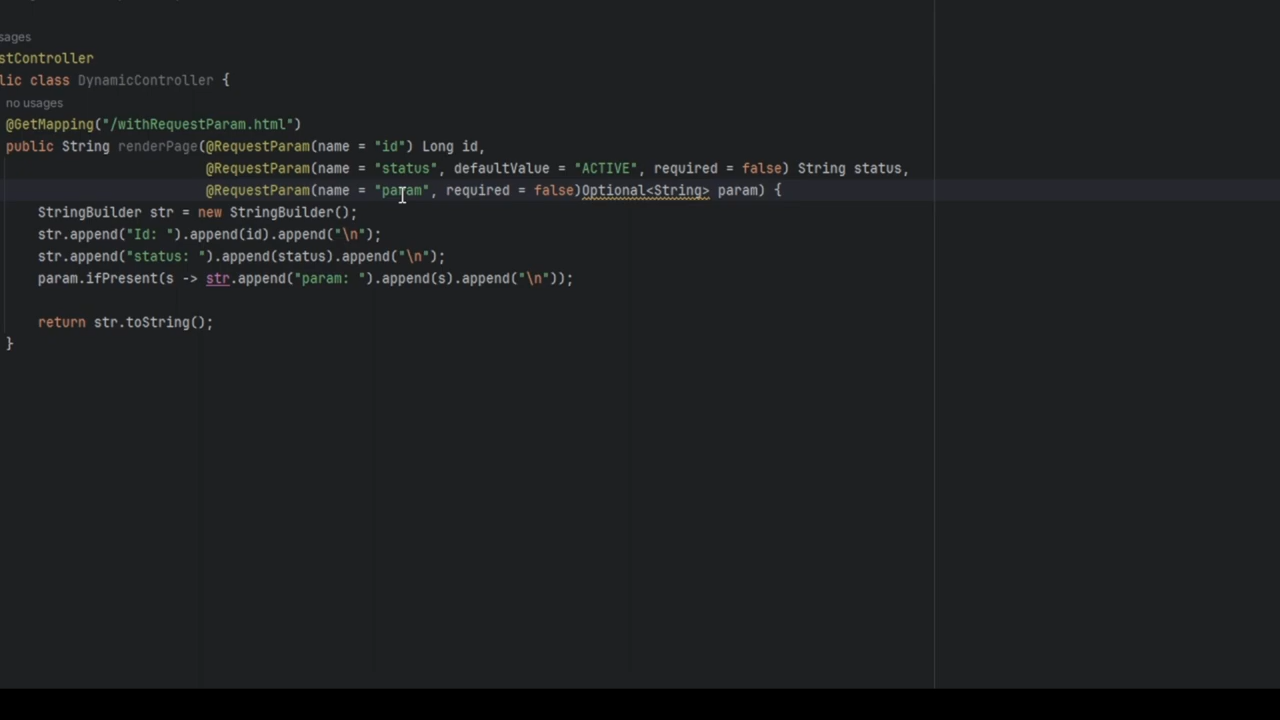 sages
stController
lic class DynamicController {
no usages
@GetMapping("/withRequestParam.html")
public String renderPage(@RequestParam(name = "id") Long id,
@RequestParam(name = "status", defaultValue = "ACTIVE", required = false) String status,
@RequestParam(name = "param", required = false)Optional<String> param) {
StringBuilder str = new StringBuilder();
str.append("Id: ").append(id).append("\n");
str.append("status: ").append(status).append("\n");
param.ifPresent(s -> str.append("param: ").append(s).append("\n"));
return str.toString();
}